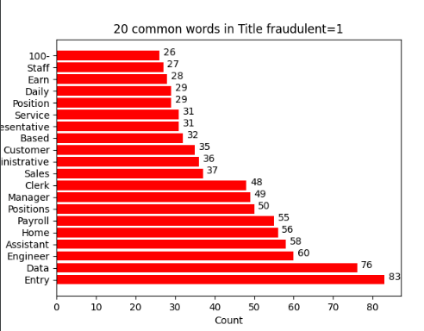 20 common words in Title fraudulent=1
100- 26
Staff 27
Earn 28
Daily 29
Position 29
Service 31
esentative 31
Based 32
Customer 35
inistrative 36
Sales 37
Clerk 48
Manager 49
Positions 50
Payroll 55
Home 56
Assistant 58
Engineer 60
Data 76
Entry 83
0 10 20 30 40 50 60 70 80
Count